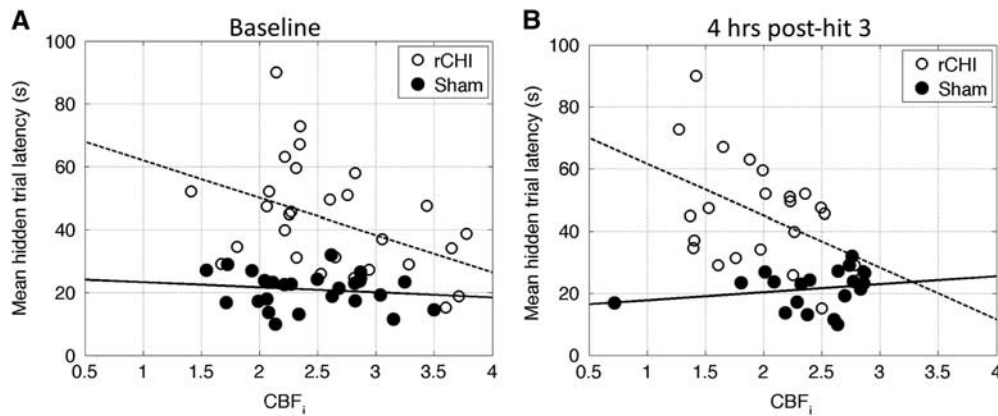 A
Baseline
100
80
60
40
20
0
Mean hidden trial latency (s)
rCHI
Sham
0.5 1 1.5 2 2.5 3 3.5 4
CBFi
B
4 hrs post-hit 3
100
80
60
40
20
0
Mean hidden trial latency (s)
rCHI
Sham
0.5 1 1.5 2 2.5 3 3.5 4
CBFi